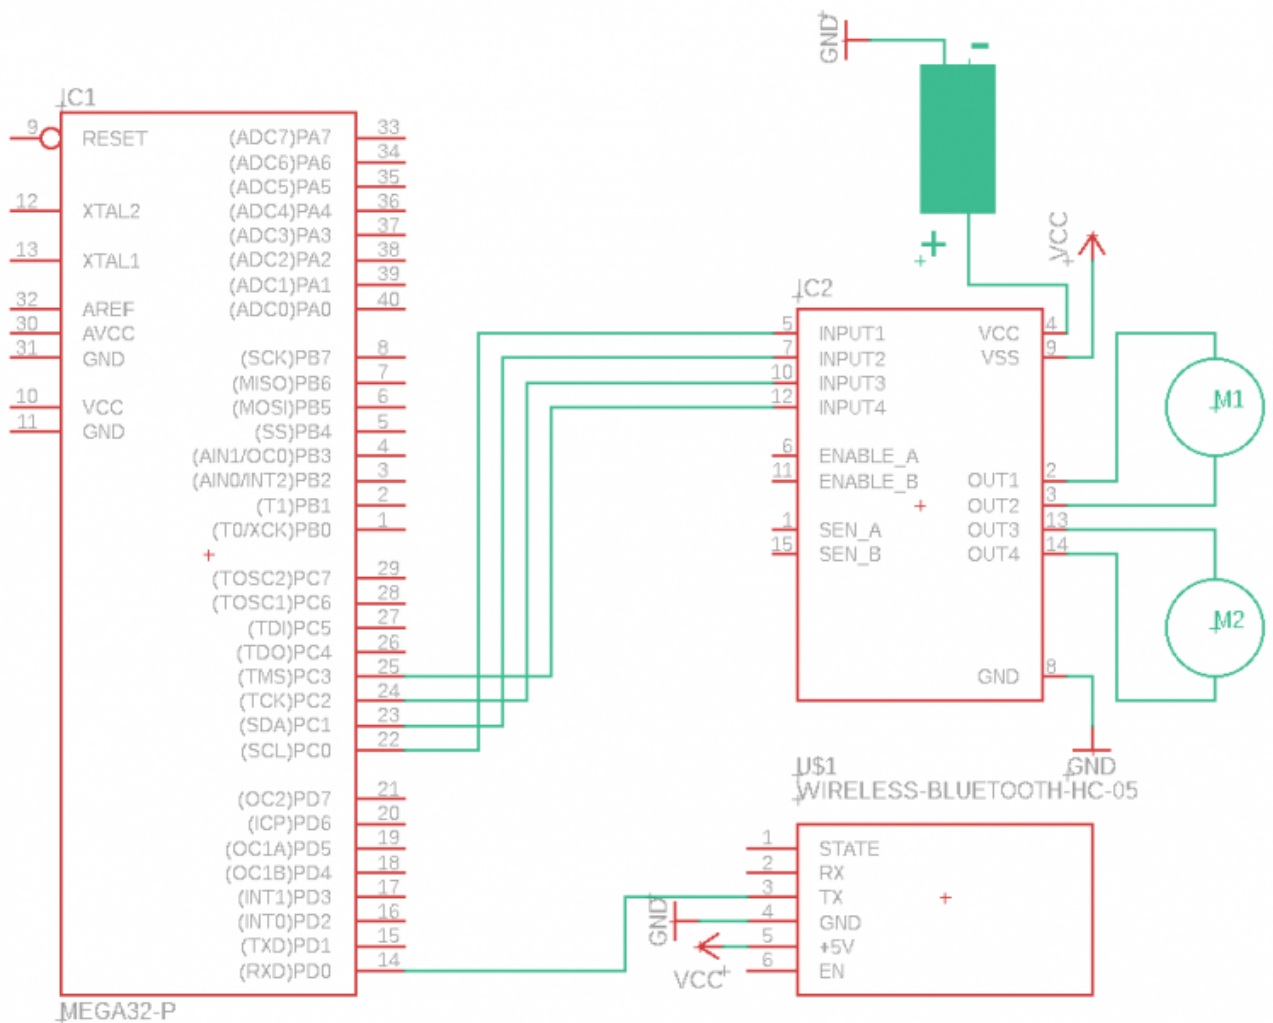 IC1
9 RESET
12 XTAL2
13 XTAL1
32 AREF
30 AVCC
31 GND
10 VCC
11 GND
(ADC7)PA7 33
(ADC6)PA6 34
(ADC5)PA5 35
(ADC4)PA4 36
(ADC3)PA3 37
(ADC2)PA2 38
(ADC1)PA1 39
(ADC0)PA0 40
(SCK)PB7 8
(MISO)PB6 7
(MOSI)PB5 6
(SS)PB4 5
(AIN1/OC0)PB3 4
(AIN0/INT2)PB2 3
(T1)PB1 2
(T0/XCK)PB0 1
(TOSC2)PC7 29
(TOSC1)PC6 28
(TDI)PC5 27
(TDO)PC4 26
(TMS)PC3 25
(TCK)PC2 24
(SDA)PC1 23
(SCL)PC0 22
(OC2)PD7 21
(ICP)PD6 20
(OC1A)PD5 19
(OC1B)PD4 18
(INT1)PD3 17
(INT0)PD2 16
(TXD)PD1 15
(RXD)PD0 14
MEGA32-P
GND
-
+
VCC
IC2
5 INPUT1
7 INPUT2
10 INPUT3
12 INPUT4
6 ENABLE_A
11 ENABLE_B
1 SEN_A
15 SEN_B
VCC 4
VSS 9
OUT1 2
OUT2 3
OUT3 13
OUT4 14
GND 8
M1
M2
GND
U$1
WIRELESS-BLUETOOTH-HC-05
1 STATE
2 RX
3 TX
4 GND
5 +5V
6 EN
GND
VCC